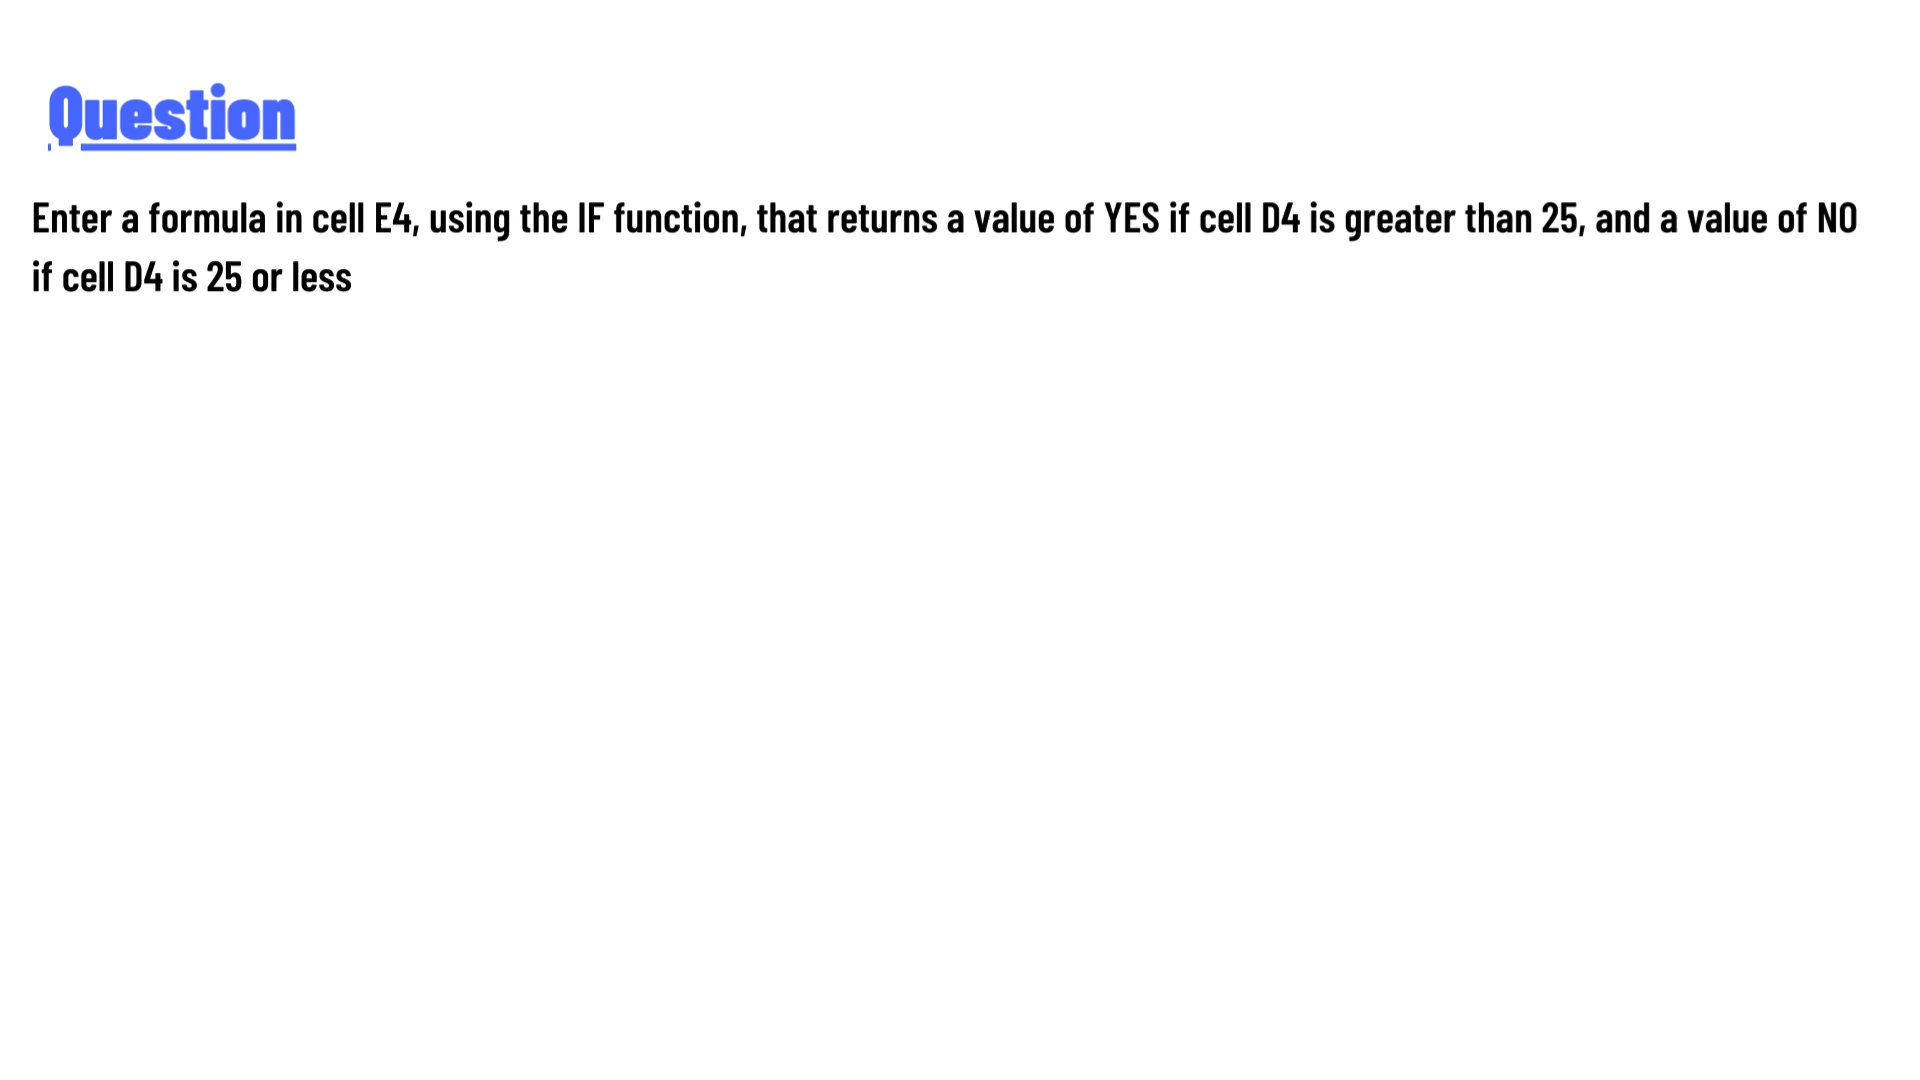 Question
Enter a formula in cell E4, using the IF function, that returns a value of YES if cell D4 is greater than 25, and a value of NO
if cell D4 is 25 or less